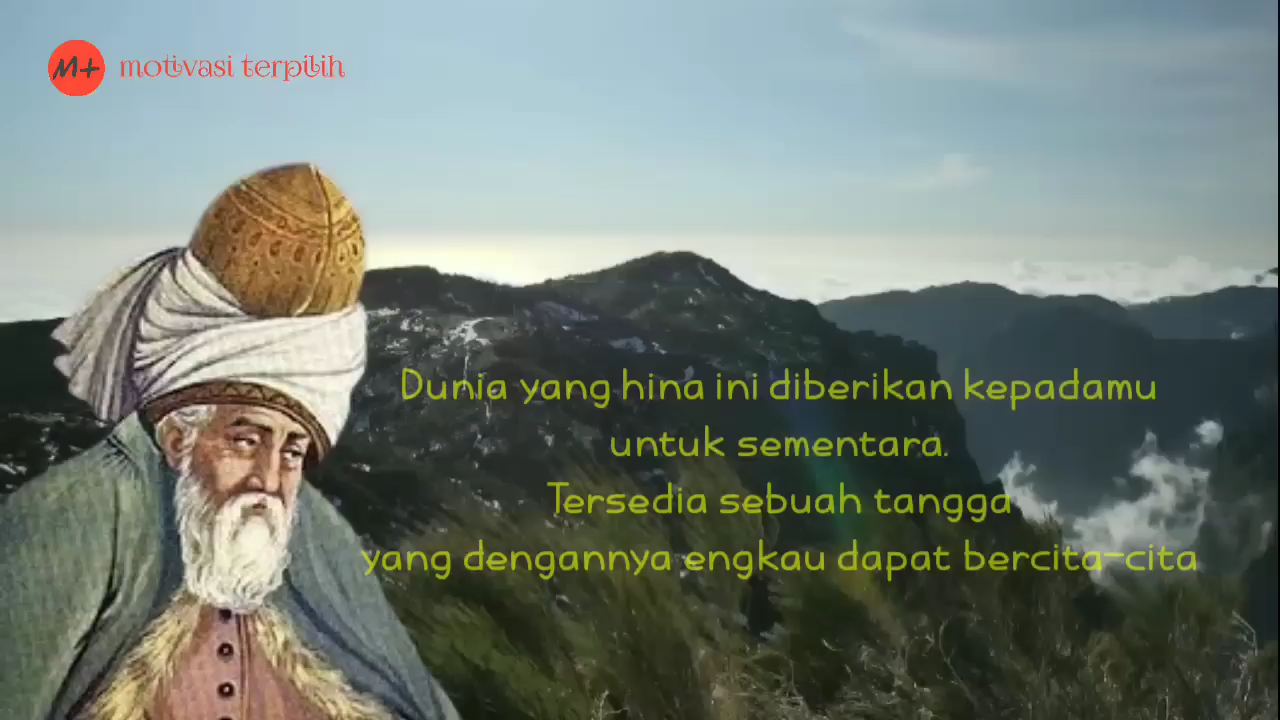 M+ motivasi terpilih
Dunia yang hina ini diberikan kepadamu
untuk sementara.
Tersedia sebuah tangga
yang dengannya engkau dapat bercita-cita